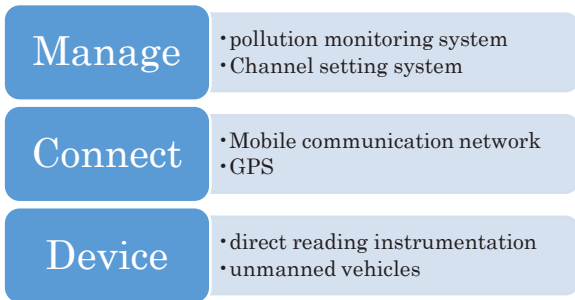 Manage
•pollution monitoring system
•Channel setting system
Connect
•Mobile communication network
•GPS
Device
•direct reading instrumentation
•unmanned vehicles